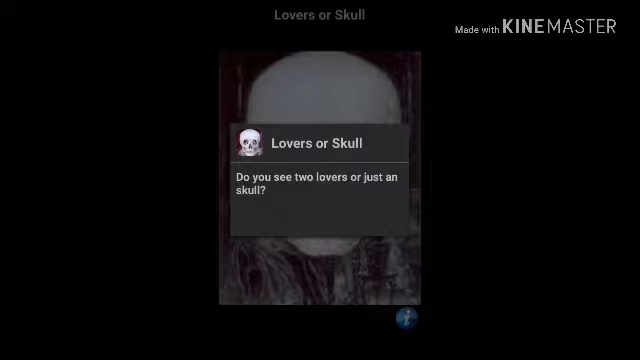 Lovers or Skull
Made with KINEMASTER
Lovers or Skull
Do you see two lovers or just an
skull?